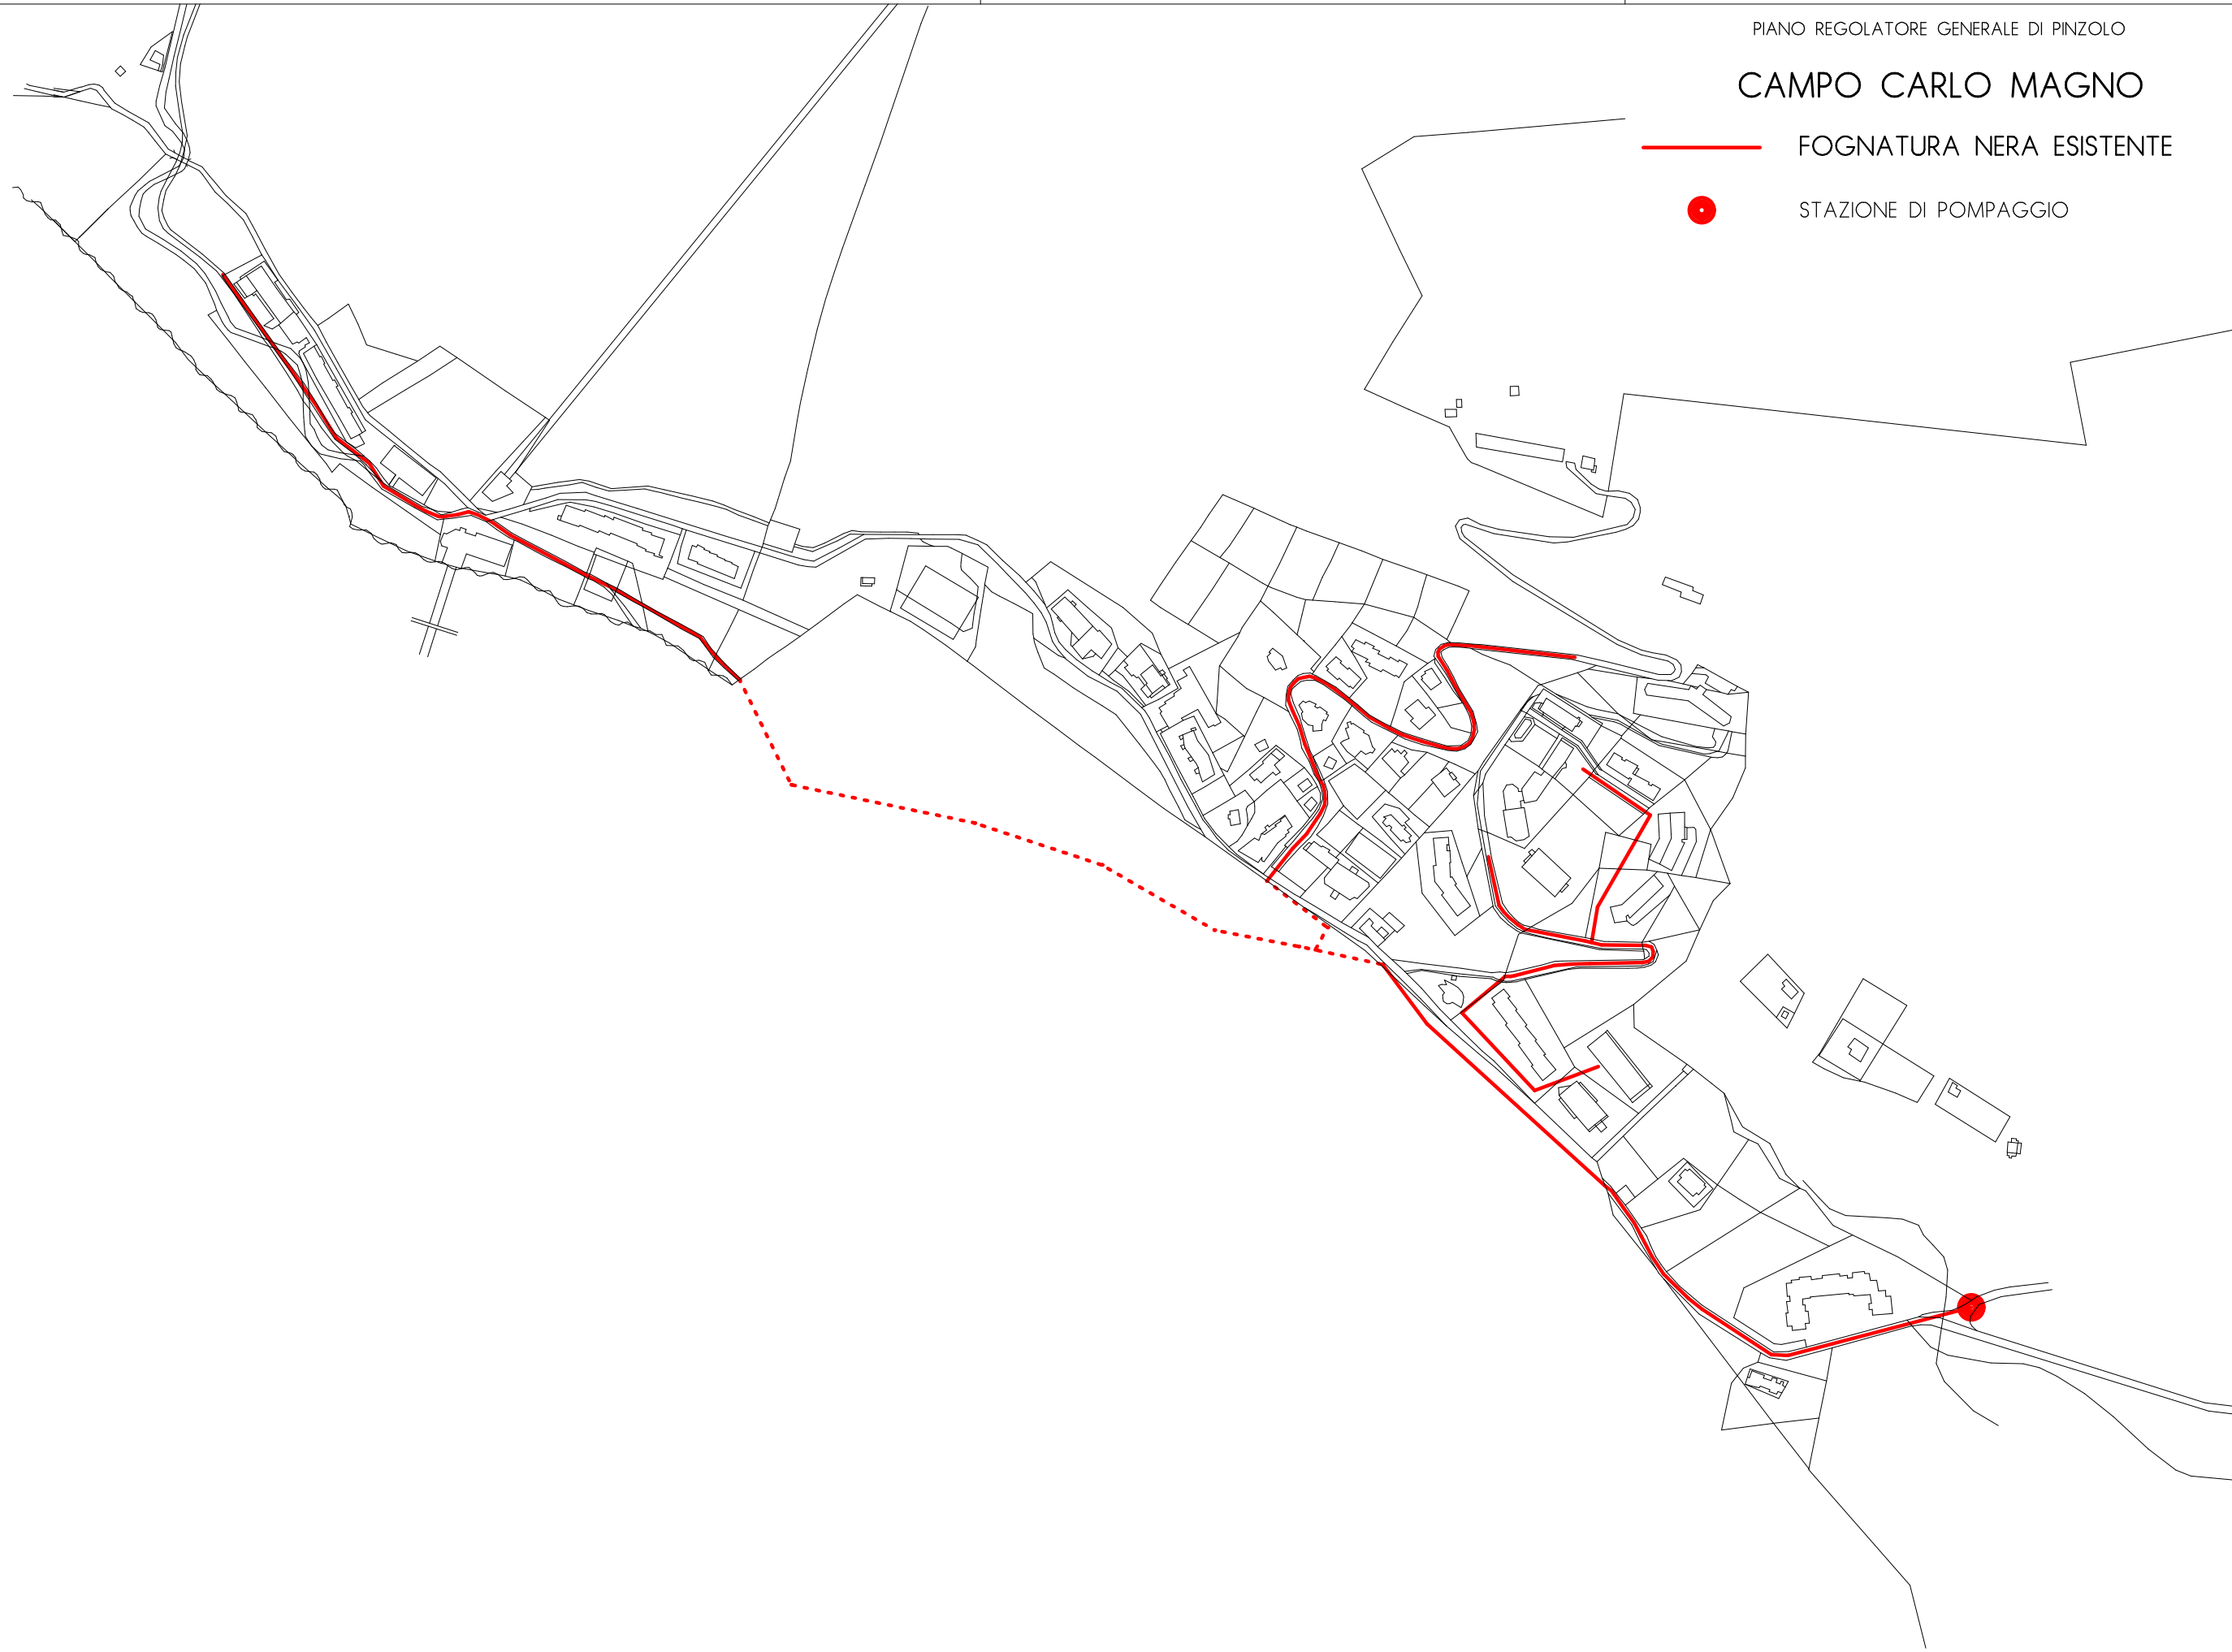 PIANO REGOLATORE GENERALE DI PINZOLO
CAMPO CARLO MAGNO
FOGNATURA NERA ESISTENTE
STAZIONE DI POMPAGGIO